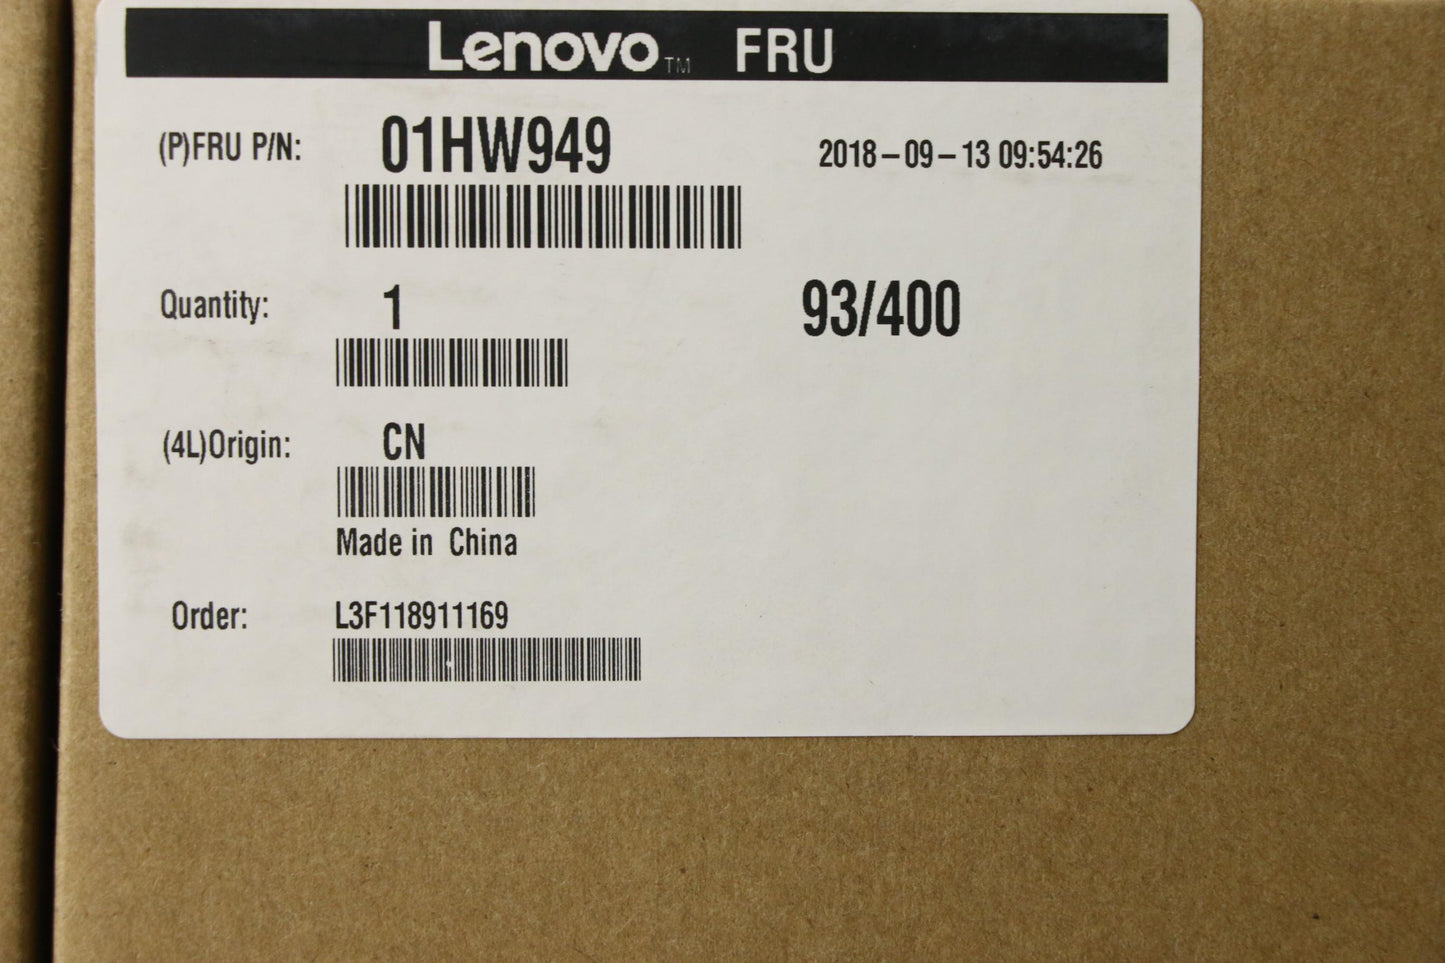 Lenovo™ FRU
(P)FRU P/N: 01HW949 2018-09-13 09:54:26
Quantity: 1 93/400
(4L)Origin: CN
Made in China
Order: L3F118911169